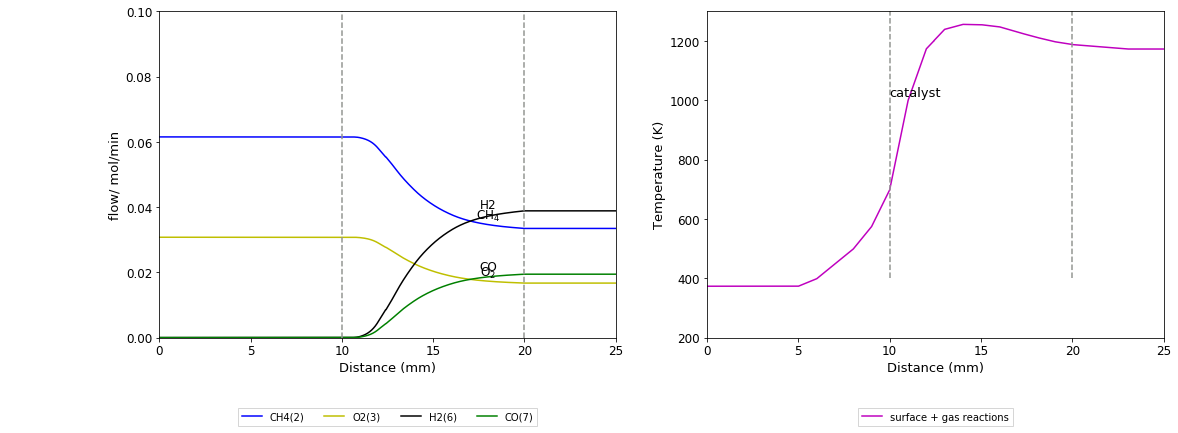 0.10
0.08
0.06
0.04
0.02
0.00
flow/ mol/min
H2
CH₄
CO
O₂
0 5 10 15 20 25
Distance (mm)
CH4(2) O2(3) H2(6) CO(7)
1200
1000
800
600
400
200
Temperature (K)
catalyst
0 5 10 15 20 25
Distance (mm)
surface + gas reactions